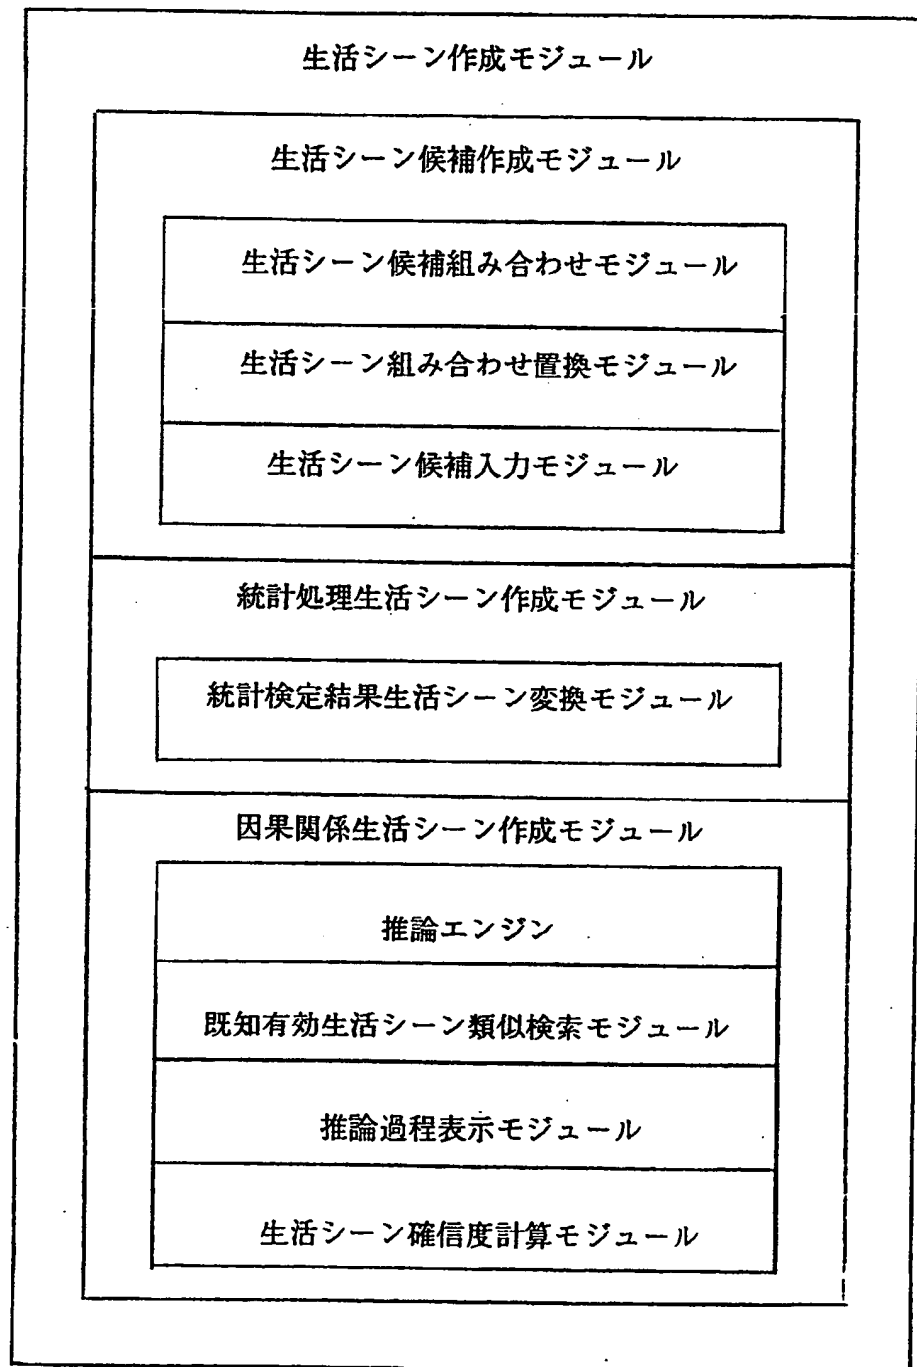 生活シーン作成モジュール
生活シーン候補作成モジュール
生活シーン候補組み合わせモジュール
生活シーン組み合わせ置換モジュール
生活シーン候補入力モジュール
統計処理生活シーン作成モジュール
統計検定結果生活シーン変換モジュール
因果関係生活シーン作成モジュール
推論エンジン
既知有効生活シーン類似検索モジュール
推論過程表示モジュール
生活シーン確信度計算モジュール